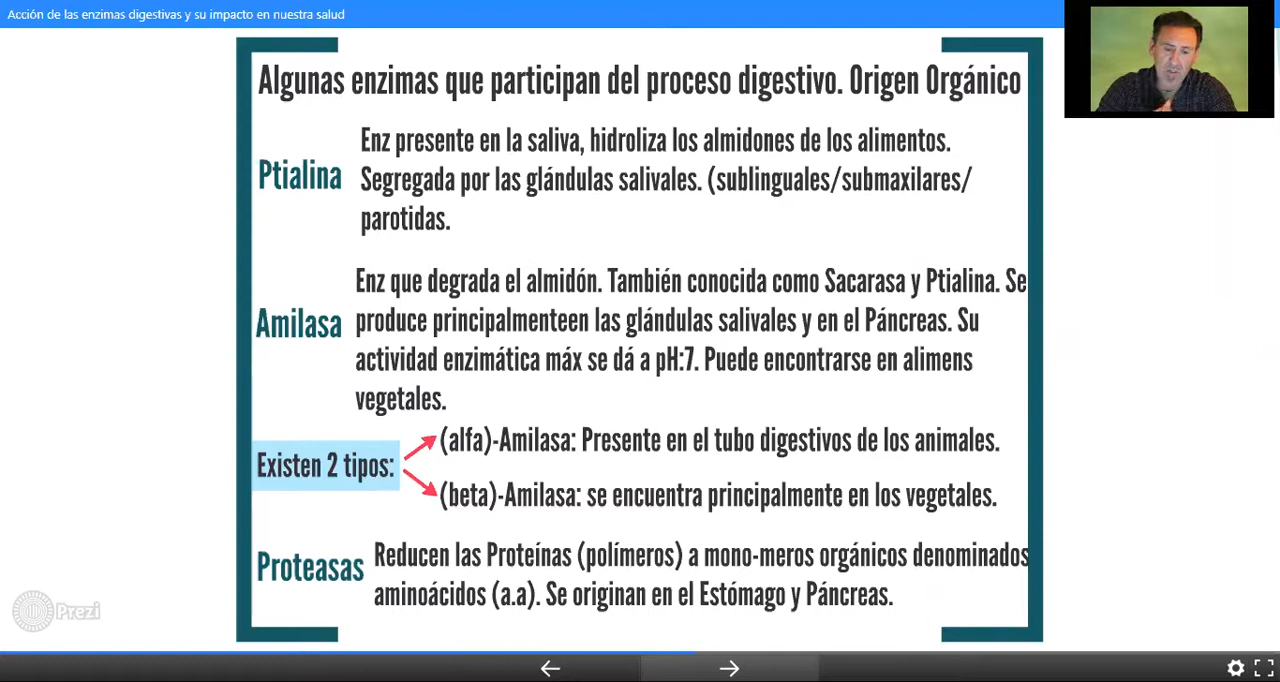 Acción de las enzimas digestivas y su impacto en nuestra salud
Algunas enzimas que participan del proceso digestivo. Origen Orgánico
Ptialina
Enz presente en la saliva, hidroliza los almidones de los alimentos.
Segregada por las glándulas salivales. (sublinguales/submaxilares/
parotidas.
Amilasa
Enz que degrada el almidón. También conocida como Sacarasa y Ptialina. Se
produce principalmenteen las glándulas salivales y en el Páncreas. Su
actividad enzimática máx se dá a pH:7. Puede encontrarse en alimens
vegetales.
Existen 2 tipos:
(alfa)-Amilasa: Presente en el tubo digestivos de los animales.
(beta)-Amilasa: se encuentra principalmente en los vegetales.
Proteasas
Reducen las Proteínas (polímeros) a mono-meros orgánicos denominados
aminoácidos (a.a). Se originan en el Estómago y Páncreas.
Prezi